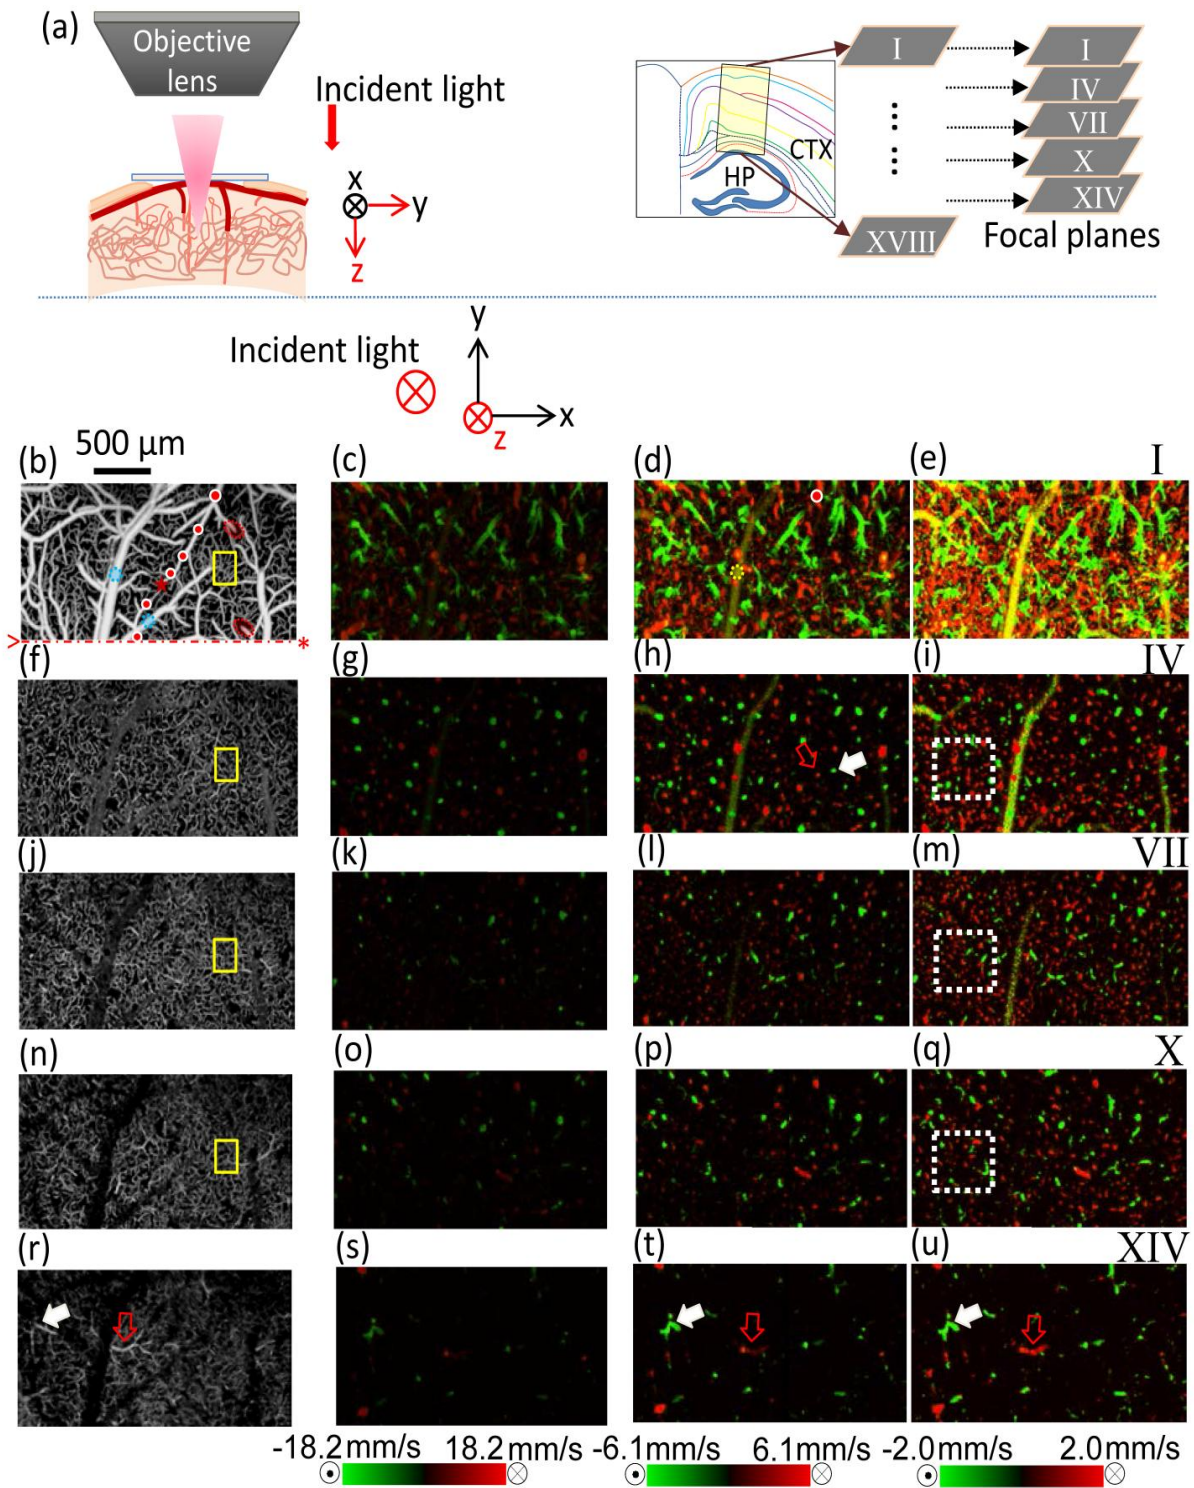 (a)
Objective
lens
Incident light
x
y
z
CTX
HP
I
XVIII
I
IV
VII
X
XIV
Focal planes
Incident light
y
x
z
500 μm
(b)
(c)
(d)
(e)
I
> *
(f)
(g)
(h)
(i)
IV
(j)
(k)
(l)
(m)
VII
(n)
(o)
(p)
(q)
X
(r)
(s)
(t)
(u)
XIV
-18.2mm/s 18.2mm/s
-6.1mm/s 6.1mm/s
-2.0mm/s 2.0mm/s